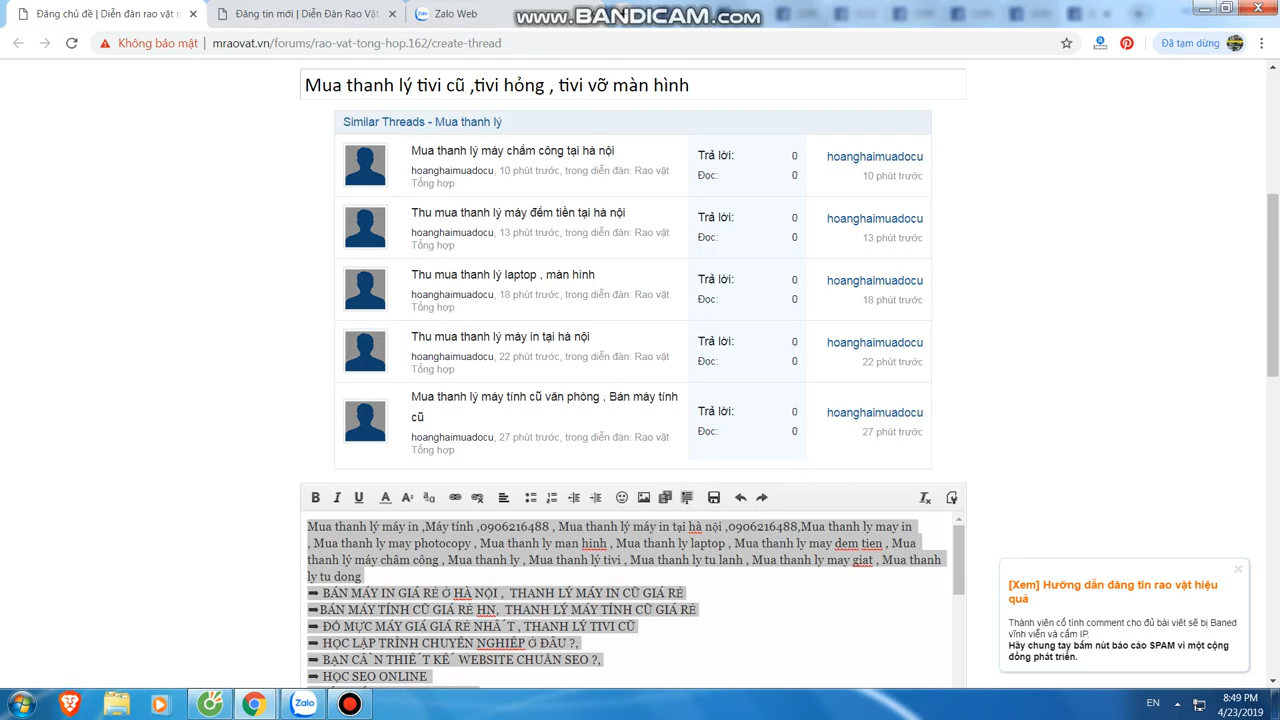 Đăng chủ đề | Diễn đàn rao vặt n
Đăng tin mới | Diễn Đàn Rao Vặt
Zalo Web
www.BANDICAM.com
Không bảo mật
mraovat.vn/forums/rao-vat-tong-hop.162/create-thread
Đã tạm dừng
Mua thanh lý tivi cũ ,tivi hỏng , tivi vỡ màn hình
Similar Threads - Mua thanh lý
Mua thanh lý máy chấm công tại hà nội
hoanghaimuadocu, 10 phút trước, trong diễn đàn: Rao vặt
Tổng hợp
Trả lời: 0
Đọc: 0
hoanghaimuadocu
10 phút trước
Thu mua thanh lý máy đếm tiền tại hà nội
hoanghaimuadocu, 13 phút trước, trong diễn đàn: Rao vặt
Tổng hợp
Trả lời: 0
Đọc: 0
hoanghaimuadocu
13 phút trước
Thu mua thanh lý laptop , màn hình
hoanghaimuadocu, 18 phút trước, trong diễn đàn: Rao vặt
Tổng hợp
Trả lời: 0
Đọc: 0
hoanghaimuadocu
18 phút trước
Thu mua thanh lý máy in tại hà nội
hoanghaimuadocu, 22 phút trước, trong diễn đàn: Rao vặt
Tổng hợp
Trả lời: 0
Đọc: 0
hoanghaimuadocu
22 phút trước
Mua thanh lý máy tính cũ văn phòng , Bán máy tính
cũ
hoanghaimuadocu, 27 phút trước, trong diễn đàn: Rao vặt
Tổng hợp
Trả lời: 0
Đọc: 0
hoanghaimuadocu
27 phút trước
Mua thanh lý máy in ,Máy tính ,0906216488 , Mua thanh lý máy in tại hà nội ,0906216488,Mua thanh ly may in
, Mua thanh ly may photocopy , Mua thanh ly man hinh , Mua thanh ly laptop , Mua thanh ly may dem tien , Mua
thanh lý máy chấm công , Mua thanh lý , Mua thanh lý tivi , Mua thanh ly tu lanh , Mua thanh ly may giat , Mua thanh
ly tu dong
➡ BÁN MÁY IN GIÁ RẺ Ở HÀ NỘI , THANH LÝ MÁY IN CŨ GIÁ RẺ
➡BÁN MÁY TÍNH CŨ GIÁ RẺ HN, THANH LÝ MÁY TÍNH CŨ GIÁ RẺ
➡ ĐỔ MỰC MÁY GIÁ GIÁ RẺ NHẤT , THANH LÝ TIVI CŨ
➡ HỌC LẬP TRÌNH CHUYÊN NGHIỆP Ở ĐÂU ?,
➡ BẠN CẦN THIẾT KẾ WEBSITE CHUẨN SEO ?,
➡ HỌC SEO ONLINE
[Xem] Hướng dẫn đăng tin rao vặt hiệu
quả
Thành viên cố tình comment cho đủ bài viết sẽ bị Baned
vĩnh viễn và cấm IP.
Hãy chung tay bấm nút báo cáo SPAM vì một cộng
đồng phát triển.
Zalo
EN
8:49 PM
4/23/2019